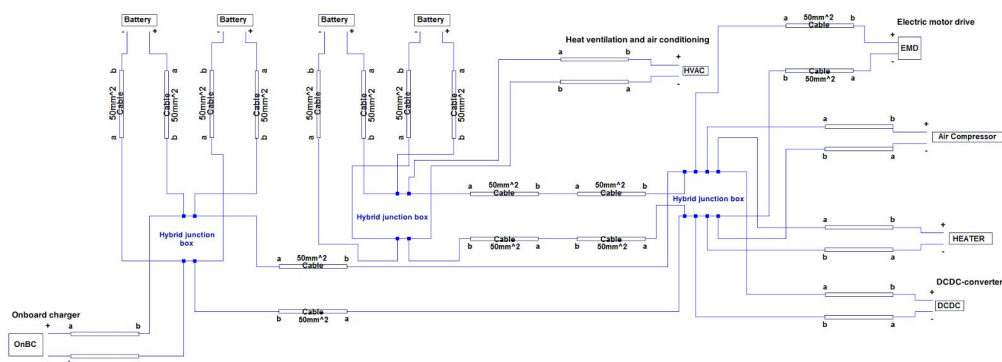 Battery
Battery
Battery
Battery
- +
- +
- +
- +
b 50mm^2 Cable a
a 50mm^2 Cable b
b 50mm^2 Cable a
a 50mm^2 Cable b
b 50mm^2 Cable a
a 50mm^2 Cable b
b 50mm^2 Cable a
a 50mm^2 Cable b
Heat ventilation and air conditioning
a b
+
HVAC
-
b a
Electric motor drive
50mm^2
a b
Cable
+
EMD
-
50mm^2
b Cable a
a b
+
Air Compressor
-
b a
Hybrid junction
box
Hybrid junction
box
Hybrid junction box
50mm^2
a b
Cable
50mm^2
a b
Cable
b Cable a
50mm^2
b Cable a
50mm^2
50mm^2
a b
Cable
b Cable a
50mm^2
a b
+
HEATER
-
b a
DCDC-converter
a b
+
DCDC
-
b a
Onboard charger
+
OnBC
-
a b